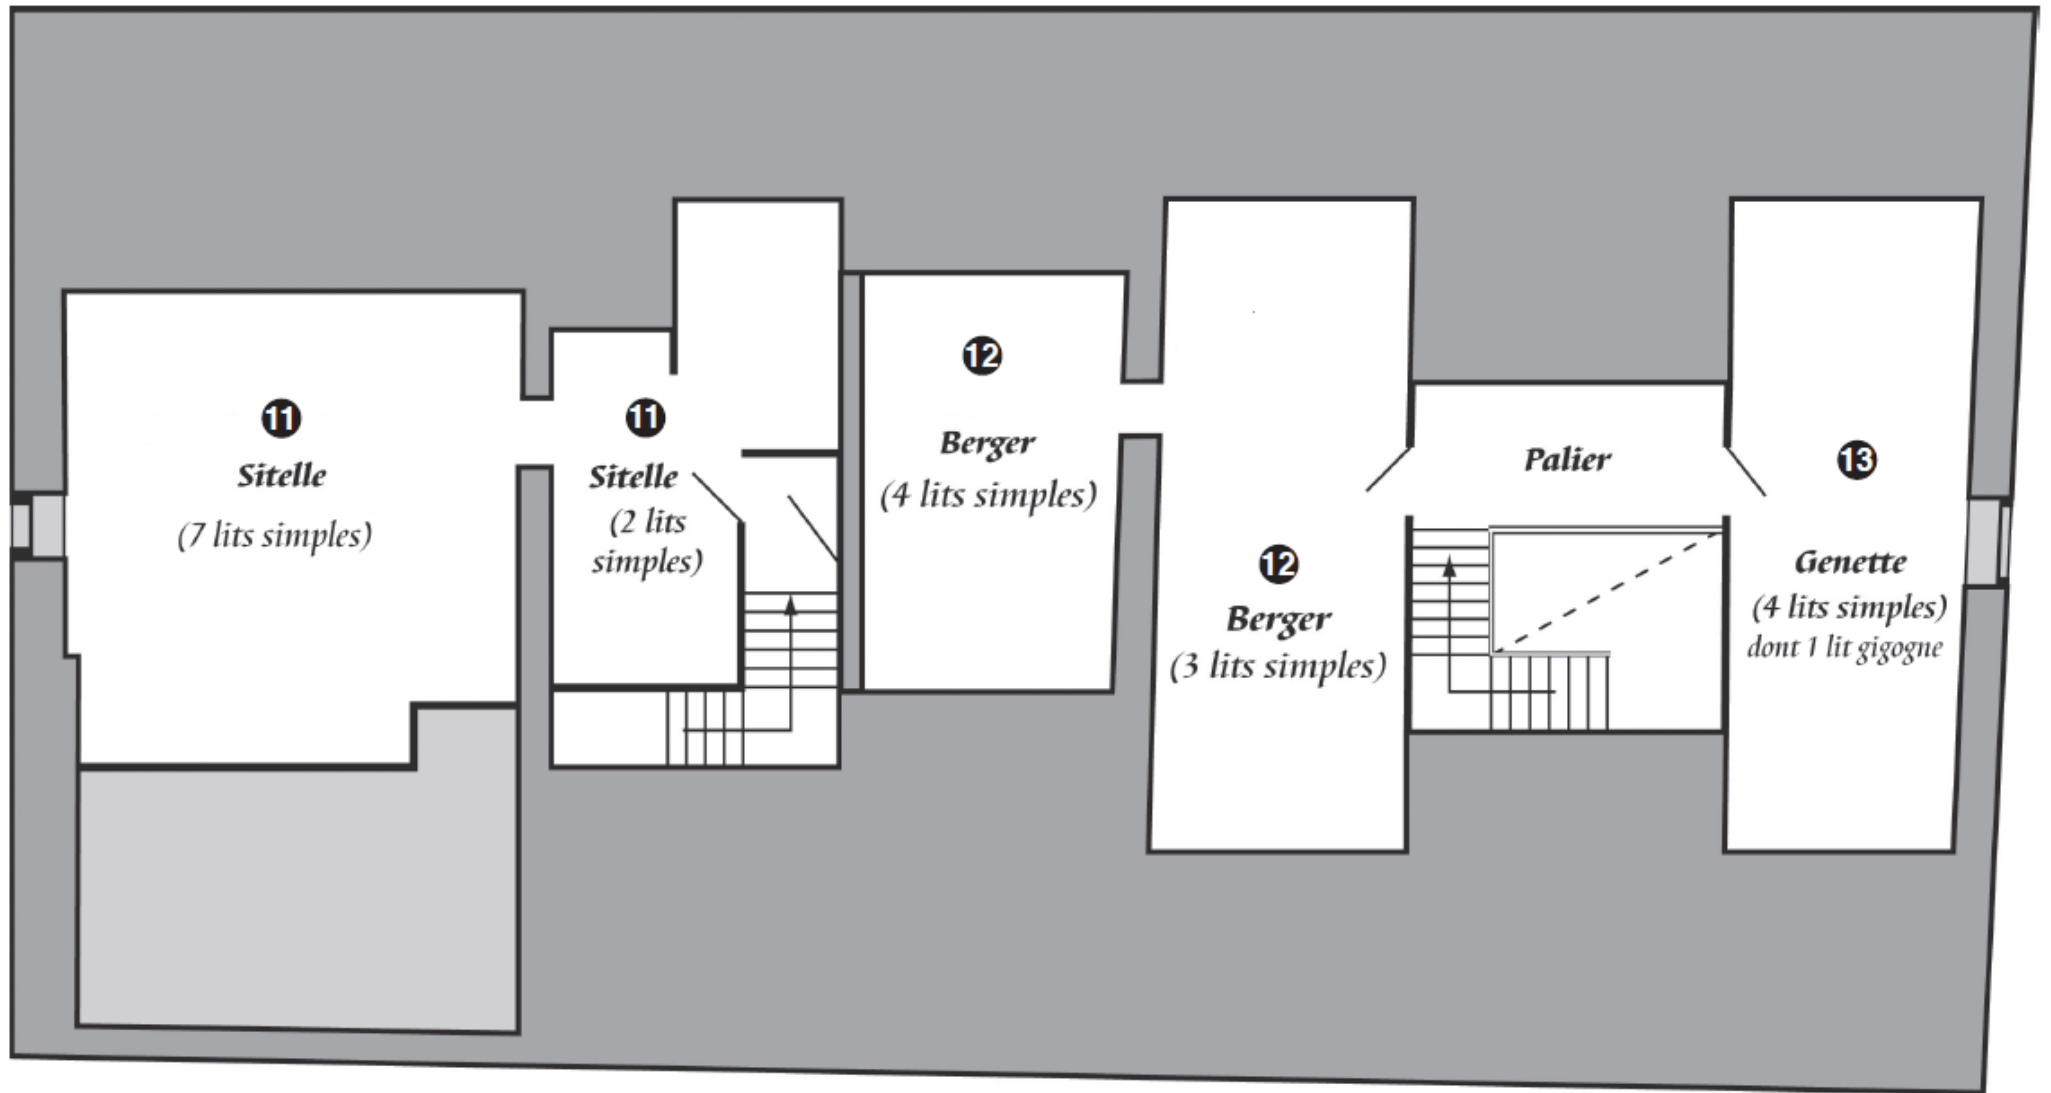 11
Sitelle
(7 lits simples)
11
Sitelle
(2 lits
simples)
12
Berger
(4 lits simples)
12
Berger
(3 lits simples)
Palier
13
Genette
(4 lits simples)
dont 1 lit gigogne